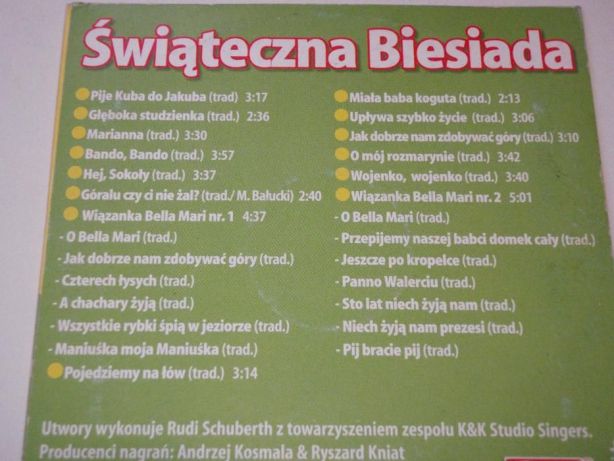 Świąteczna Biesiada
Pije Kuba do Jakuba (trad) 3:17
Głęboka studzienka (trad.) 2:36
Marianna (trad.) 3:30
Bando, Bando (trad.) 3:57
Hej, Sokoły (trad.) 3:37
Góralu czy ci nie żal? (trad./ M. Bałucki) 2:40
Wiązanka Bella Mari nr. 1 4:37
- O Bella Mari (trad.)
- Jak dobrze nam zdobywać góry (trad.)
- Czterech łysych (trad.)
- A chachary żyją (trad.)
- Wszystkie rybki śpią w jeziorze (trad.)
- Maniuśka moja Maniuśka (trad.)
Pojedziemy na łów (trad.) 3:14
Miała baba koguta (trad.) 2:13
Upływa szybko życie (trad.) 3:06
Jak dobrze nam zdobywać góry (trad.) 3:10
O mój rozmarynie (trad.) 3:42
Wojenko, wojenko (trad.) 3:40
Wiązanka Bella Mari nr. 2 5:01
- O Bella Mari (trad.)
- Przepijemy naszej babci domek cały (trad.)
- Jeszcze po kropelce (trad.)
- Panno Walerciu (trad.)
- Sto lat niech żyją nam (trad.)
- Niech żyją nam prezesi (trad.)
- Pij bracie pij (trad.)
Utwory wykonuje Rudi Schuberth z towarzyszeniem zespołu K&K Studio Singers.
Producenci nagrań: Andrzej Kosmala & Ryszard Kniat